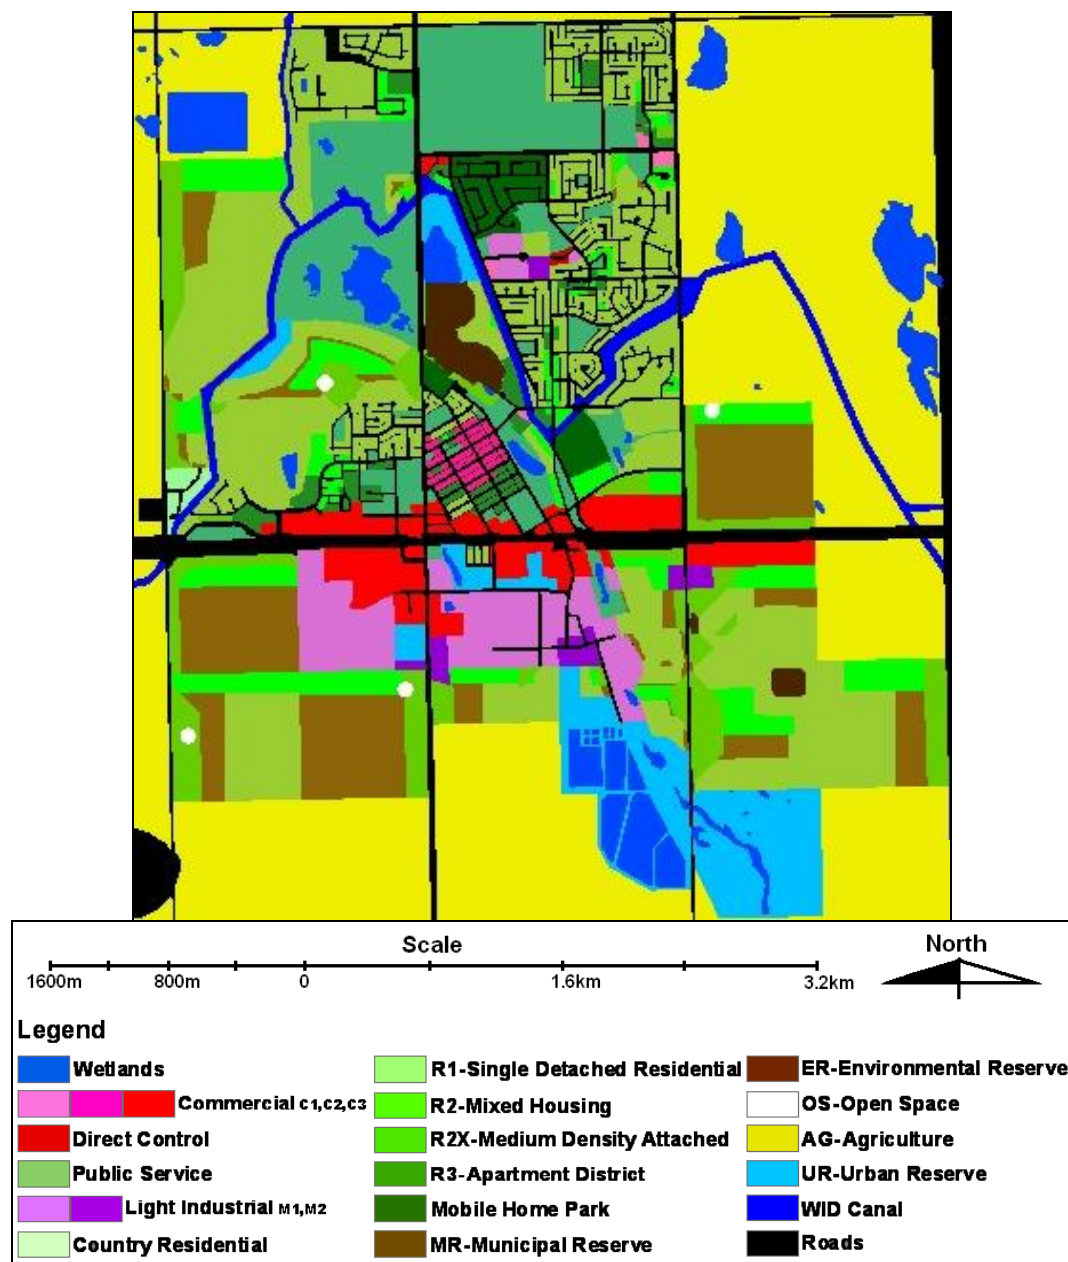 Scale
North
1600m 800m 0 1.6km 3.2km
Legend
Wetlands
Commercial C1,C2,C3
Direct Control
Public Service
Light Industrial M1,M2
Country Residential
R1-Single Detached Residential
R2-Mixed Housing
R2X-Medium Density Attached
R3-Apartment District
Mobile Home Park
MR-Municipal Reserve
ER-Environmental Reserve
OS-Open Space
AG-Agriculture
UR-Urban Reserve
WID Canal
Roads